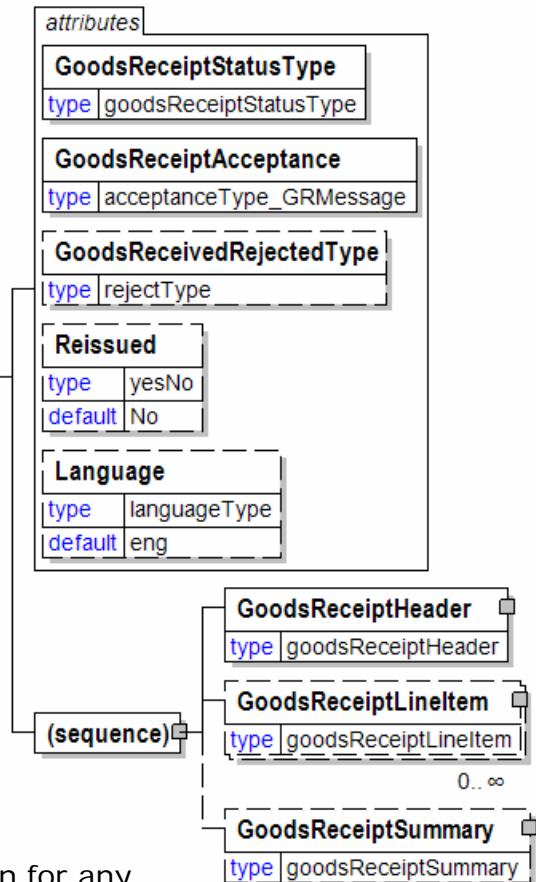 attributes
GoodsReceiptStatusType
type goodsReceiptStatusType
GoodsReceiptAcceptance
type acceptanceType_GRMessage
GoodsReceivedRejectedType
type rejectType
Reissued
type yesNo
default No
Language
type languageType
default eng
GoodsReceiptHeader
type goodsReceiptHeader
(sequence)
GoodsReceiptLineItem
type goodsReceiptLineItem
0.. ∞
GoodsReceiptSummary
type goodsReceiptSummary
n for any